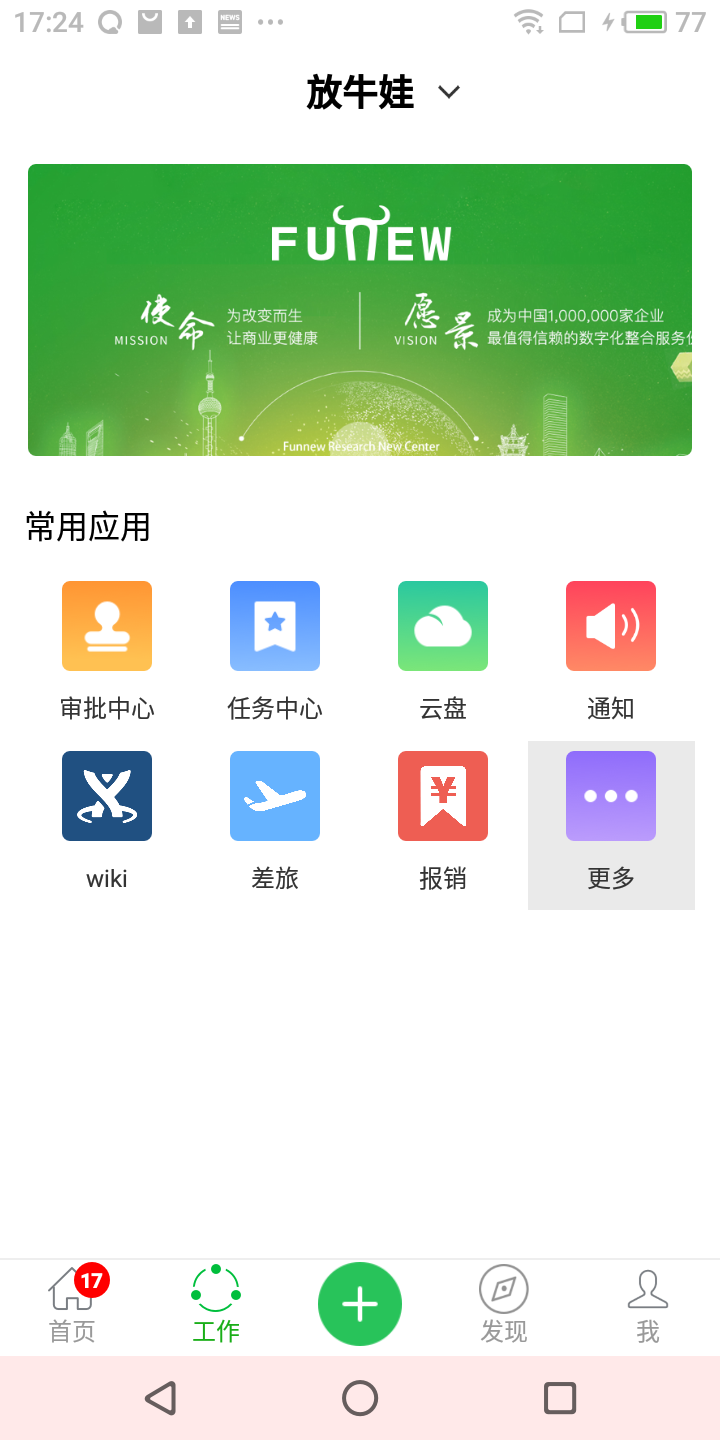 17:24
NEWS
77
放牛娃
FUNNEW
使命
MISSION
为改变而生
让商业更健康
愿景
VISION
成为中国1,000,000家企业
最值得信赖的数字化整合服务
Funnew Research New Center
常用应用
审批中心
任务中心
云盘
通知
wiki
差旅
报销
更多
17
首页
工作
发现
我